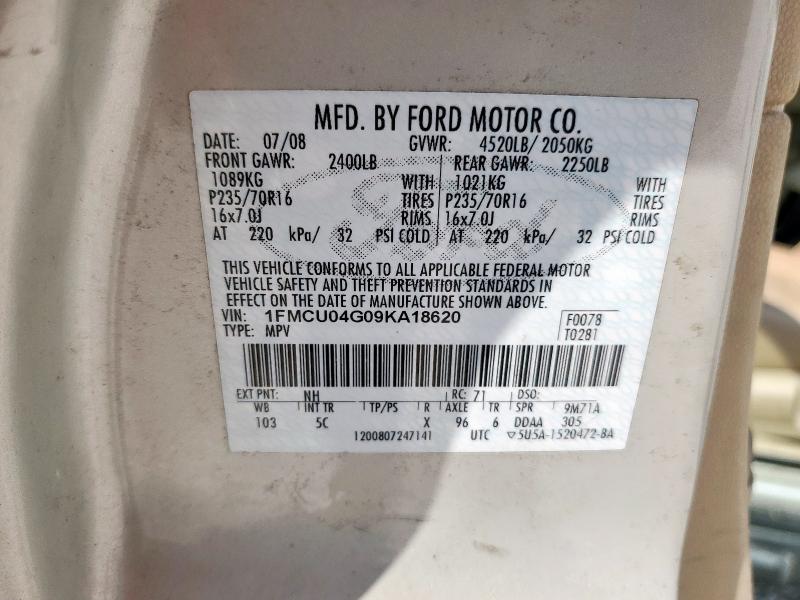 MFD. BY FORD MOTOR CO.
DATE: 07/08 GVWR: 4520LB/ 2050KG
FRONT GAWR: 2400LB REAR GAWR: 2250LB
1089KG WITH 1021KG WITH
P235/70R16 TIRES P235/70R16 TIRES
16x7.0J RIMS 16x7.0J RIMS
AT 220 kPa/ 32 PSI COLD AT 220 kPa/ 32 PSI COLD
THIS VEHICLE CONFORMS TO ALL APPLICABLE FEDERAL MOTOR
VEHICLE SAFETY AND THEFT PREVENTION STANDARDS IN
EFFECT ON THE DATE OF MANUFACTURE SHOWN ABOVE.
VIN: 1FMCU04G09KA18620 F0078
TYPE: MPV T0281
EXT PNT: NH RC: 71 DSO:
WB INT TR TP/PS R AXLE TR SPR 9M71A
103 5C X 96 6 DDAA 305
1200807247141 UTC ▽5U5A-1520472-BA
Ford